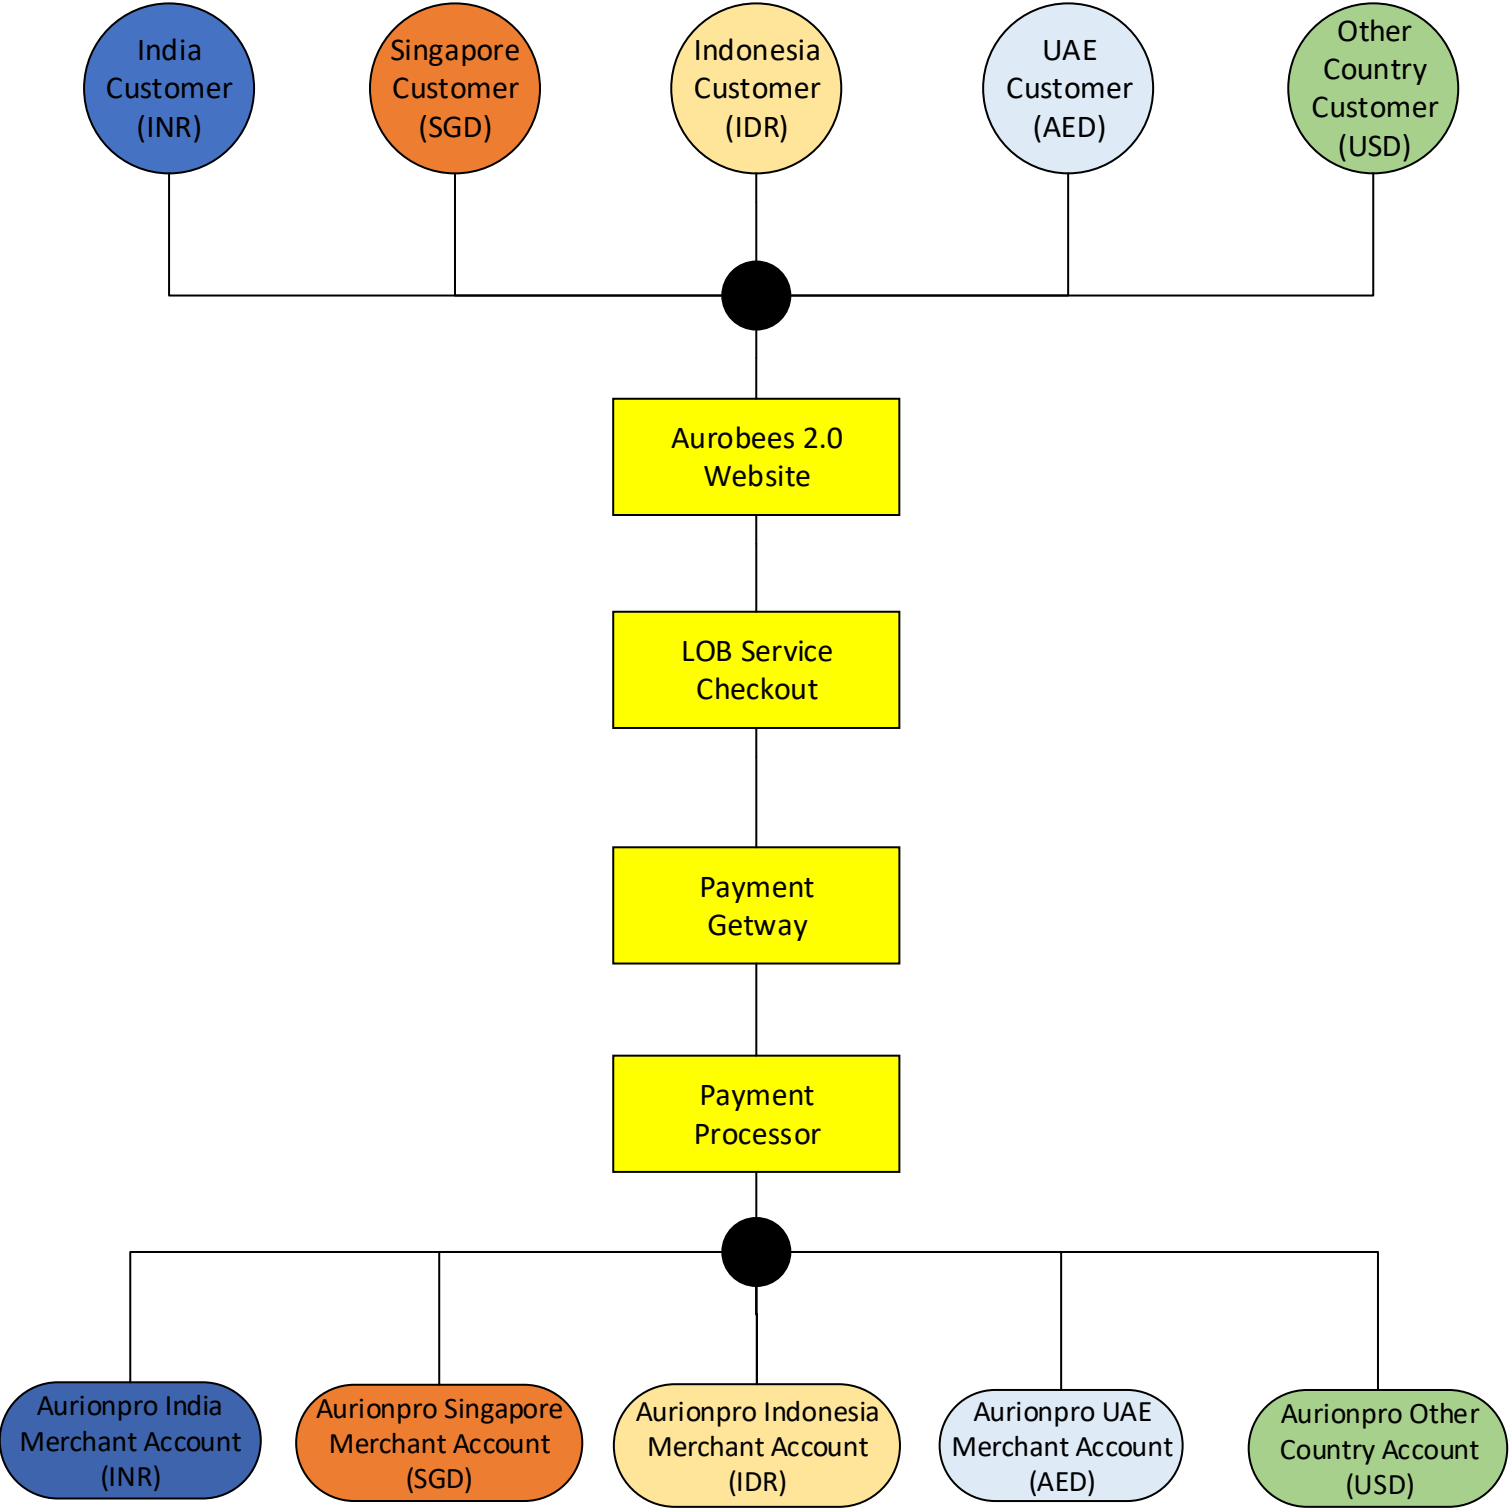 India
Customer
(INR)
Singapore
Customer
(SGD)
Indonesia
Customer
(IDR)
UAE
Customer
(AED)
Other
Country
Customer
(USD)
Aurobees 2.0
Website
LOB Service
Checkout
Payment
Getway
Payment
Processor
Aurionpro India
Merchant Account
(INR)
Aurionpro Singapore
Merchant Account
(SGD)
Aurionpro Indonesia
Merchant Account
(IDR)
Aurionpro UAE
Merchant Account
(AED)
Aurionpro Other
Country Account
(USD)